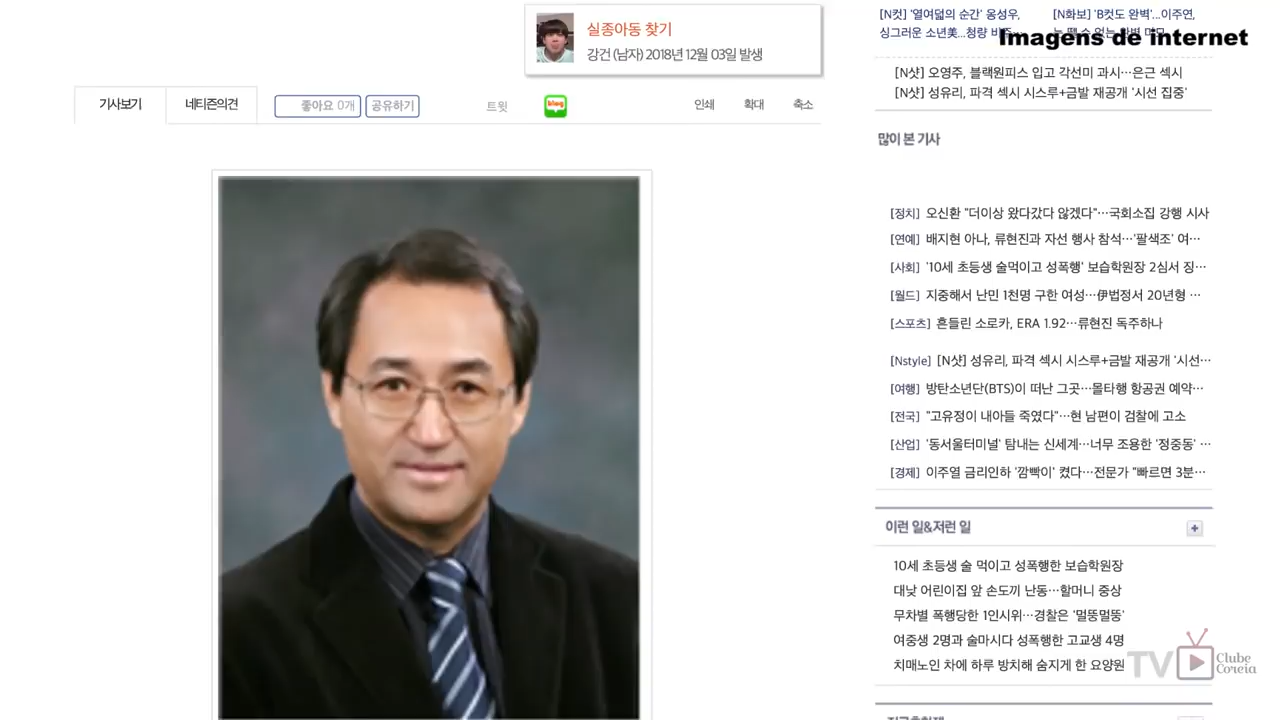 실종아동 찾기
강건 (남자) 2018년 12월 03일 발생
기사보기
네티즌의견
좋아요 0개
공유하기
트윗
blog
인쇄
확대
축소
[N컷] '열여덟의 순간' 옹성우,
싱그러운 소년美...청량
[N화보] 'B컷도 완벽'...이주연,
Imagens de internet
[N샷] 오영주, 블랙원피스 입고 각선미 과시…은근 섹시
[N샷] 성유리, 파격 섹시 시스루+금발 재공개 '시선 집중'
많이 본 기사
[정치] 오신환 "더이상 왔다갔다 않겠다"…국회소집 강행 시사
[연예] 배지현 아나, 류현진과 자선 행사 참석…'팔색조' 여…
[사회] '10세 초등생 술먹이고 성폭행' 보습학원장 2심서 징…
[월드] 지중해서 난민 1천명 구한 여성…伊법정서 20년형 …
[스포츠] 흔들린 소로카, ERA 1.92…류현진 독주하나
[Nstyle] [N샷] 성유리, 파격 섹시 시스루+금발 재공개 '시선…
[여행] 방탄소년단(BTS)이 떠난 그곳…몰타행 항공권 예약…
[전국] "고유정이 내아들 죽였다"…현 남편이 검찰에 고소
[산업] '동서울터미널' 탐내는 신세계…너무 조용한 '정중동' …
[경제] 이주열 금리인하 '깜빡이' 켰다…전문가 "빠르면 3분…
이런 일&저런 일
10세 초등생 술 먹이고 성폭행한 보습학원장
대낮 어린이집 앞 손도끼 난동…할머니 중상
무차별 폭행당한 1인시위…경찰은 '멀뚱멀뚱'
여중생 2명과 술마시다 성폭행한 고교생 4명
치매노인 차에 하루 방치해 숨지게 한 요양원
TV Clube Coreia